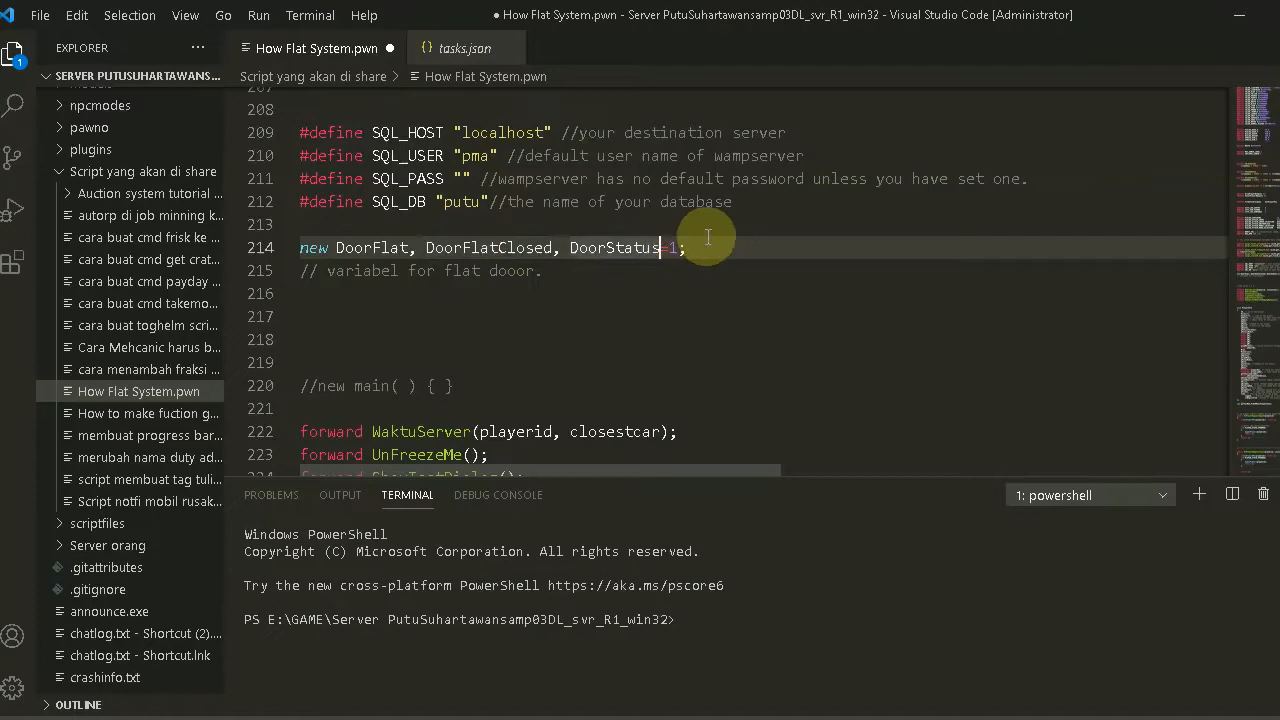 File Edit Selection View Go Run Terminal Help
● How Flat System.pwn - Server PutuSuhartawansamp03DL_svr_R1_win32 - Visual Studio Code [Administrator]
EXPLORER ···
How Flat System.pwn ●
{} tasks.json
1
SERVER PUTUSUHARTAWANS...
Script yang akan di share > How Flat System.pwn
npcmodes
pawno
plugins
Script yang akan di share
Auction system tutorial ...
autorp di job minning k...
cara buat cmd frisk ke ...
cara buat cmd get crat...
cara buat cmd payday ...
cara buat cmd takemo...
cara buat toghelm scri...
Cara Mehcanic harus b...
cara menambah fraksi ...
How Flat System.pwn
How to make fuction g...
membuat progress bar...
merubah nama duty ad...
script membuat tag tuli...
Script notfi mobil rusak...
scriptfiles
Server orang
.gitattributes
.gitignore
announce.exe
chatlog.txt - Shortcut (2)....
chatlog.txt - Shortcut.lnk
crashinfo.txt
OUTLINE
207
208
209 #define SQL_HOST "localhost" //your destination server
210 #define SQL_USER "pma" //default user name of wampserver
211 #define SQL_PASS "" //wampserver has no default password unless you have set one.
212 #define SQL_DB "putu"//the name of your database
213
214 new DoorFlat, DoorFlatClosed, DoorStatus=1;
215 // variabel for flat dooor.
216
217
218
219
220 //new main( ) { }
221
222 forward WaktuServer(playerid, closestcar);
223 forward UnFreezeMe();
224 forward ShowTestDialog();
PROBLEMS OUTPUT TERMINAL DEBUG CONSOLE
1: powershell
Windows PowerShell
Copyright (C) Microsoft Corporation. All rights reserved.
Try the new cross-platform PowerShell https://aka.ms/pscore6
PS E:\GAME\Server PutuSuhartawansamp03DL_svr_R1_win32>